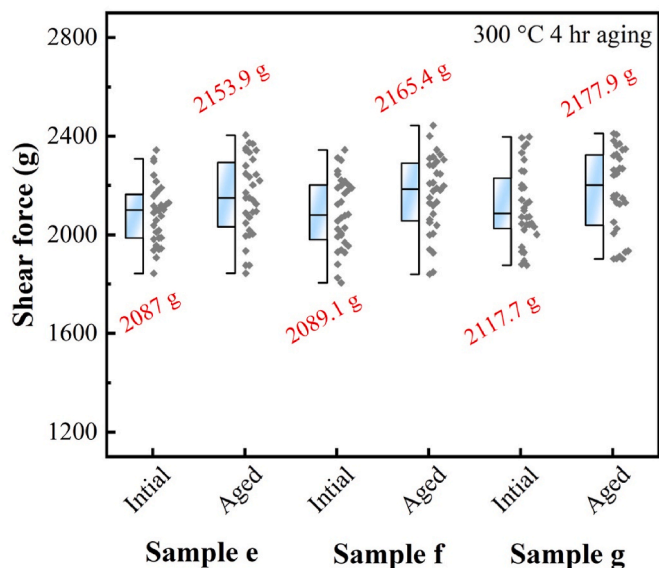 300 °C 4 hr aging
2800
2400
2000
1600
1200
Shear force (g)
2087 g
2153.9 g
2089.1 g
2165.4 g
2117.7 g
2177.9 g
Intial
Aged
Intial
Aged
Intial
Aged
Sample e
Sample f
Sample g